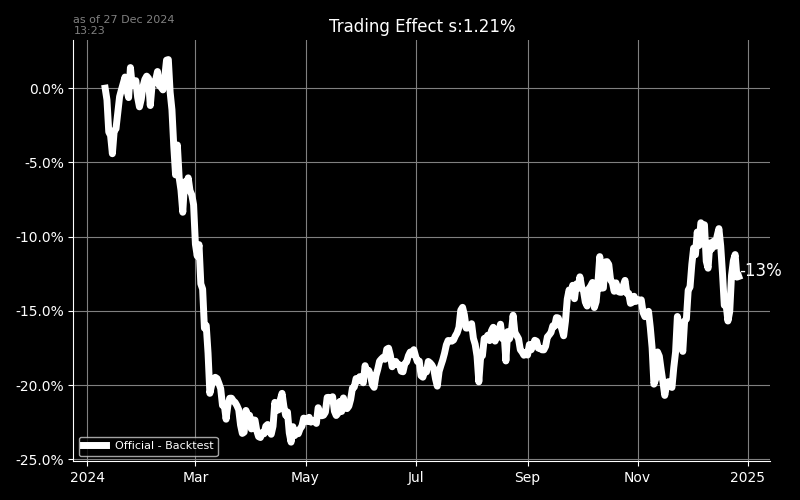 as of 27 Dec 2024
13:23
Trading Effect s:1.21%
0.0%
-5.0%
-10.0%
-13%
-15.0%
-20.0%
Official - Backtest
-25.0%
2024 Mar May Jul Sep Nov 2025